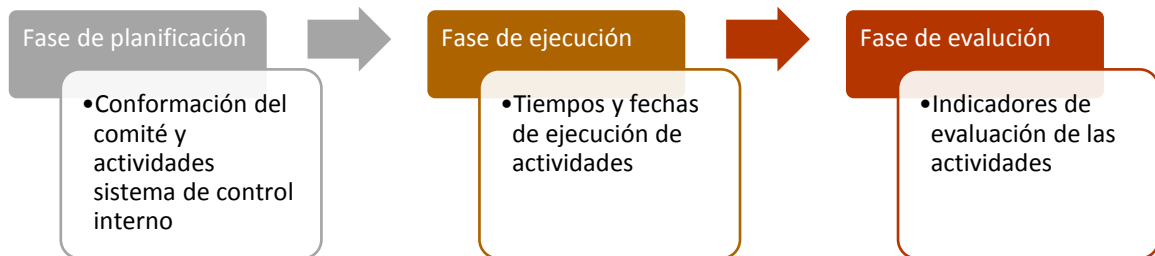 Fase de planificación
•Conformación del
comité y
actividades
sistema de control
interno
Fase de ejecución
•Tiempos y fechas
de ejecución de
actividades
Fase de evalución
•Indicadores de
evaluación de las
actividades